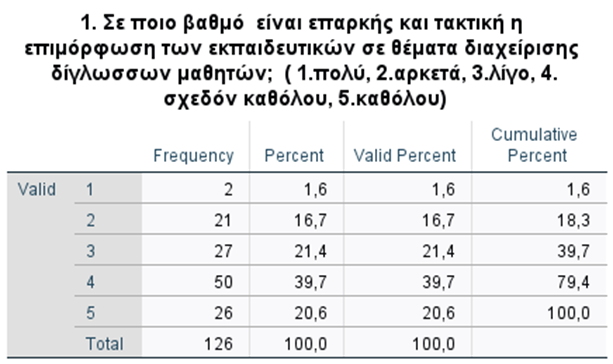 1. Σε ποιο βαθμό είναι επαρκής και τακτική η
επιμόρφωση των εκπαιδευτικών σε θέματα διαχείρισης
δίγλωσσων μαθητών; ( 1.πολύ, 2.αρκετά, 3.λίγο, 4.
σχεδόν καθόλου, 5.καθόλου)
Frequency Percent Valid Percent Cumulative Percent
Valid 1 2 1,6 1,6 1,6
2 21 16,7 16,7 18,3
3 27 21,4 21,4 39,7
4 50 39,7 39,7 79,4
5 26 20,6 20,6 100,0
Total 126 100,0 100,0